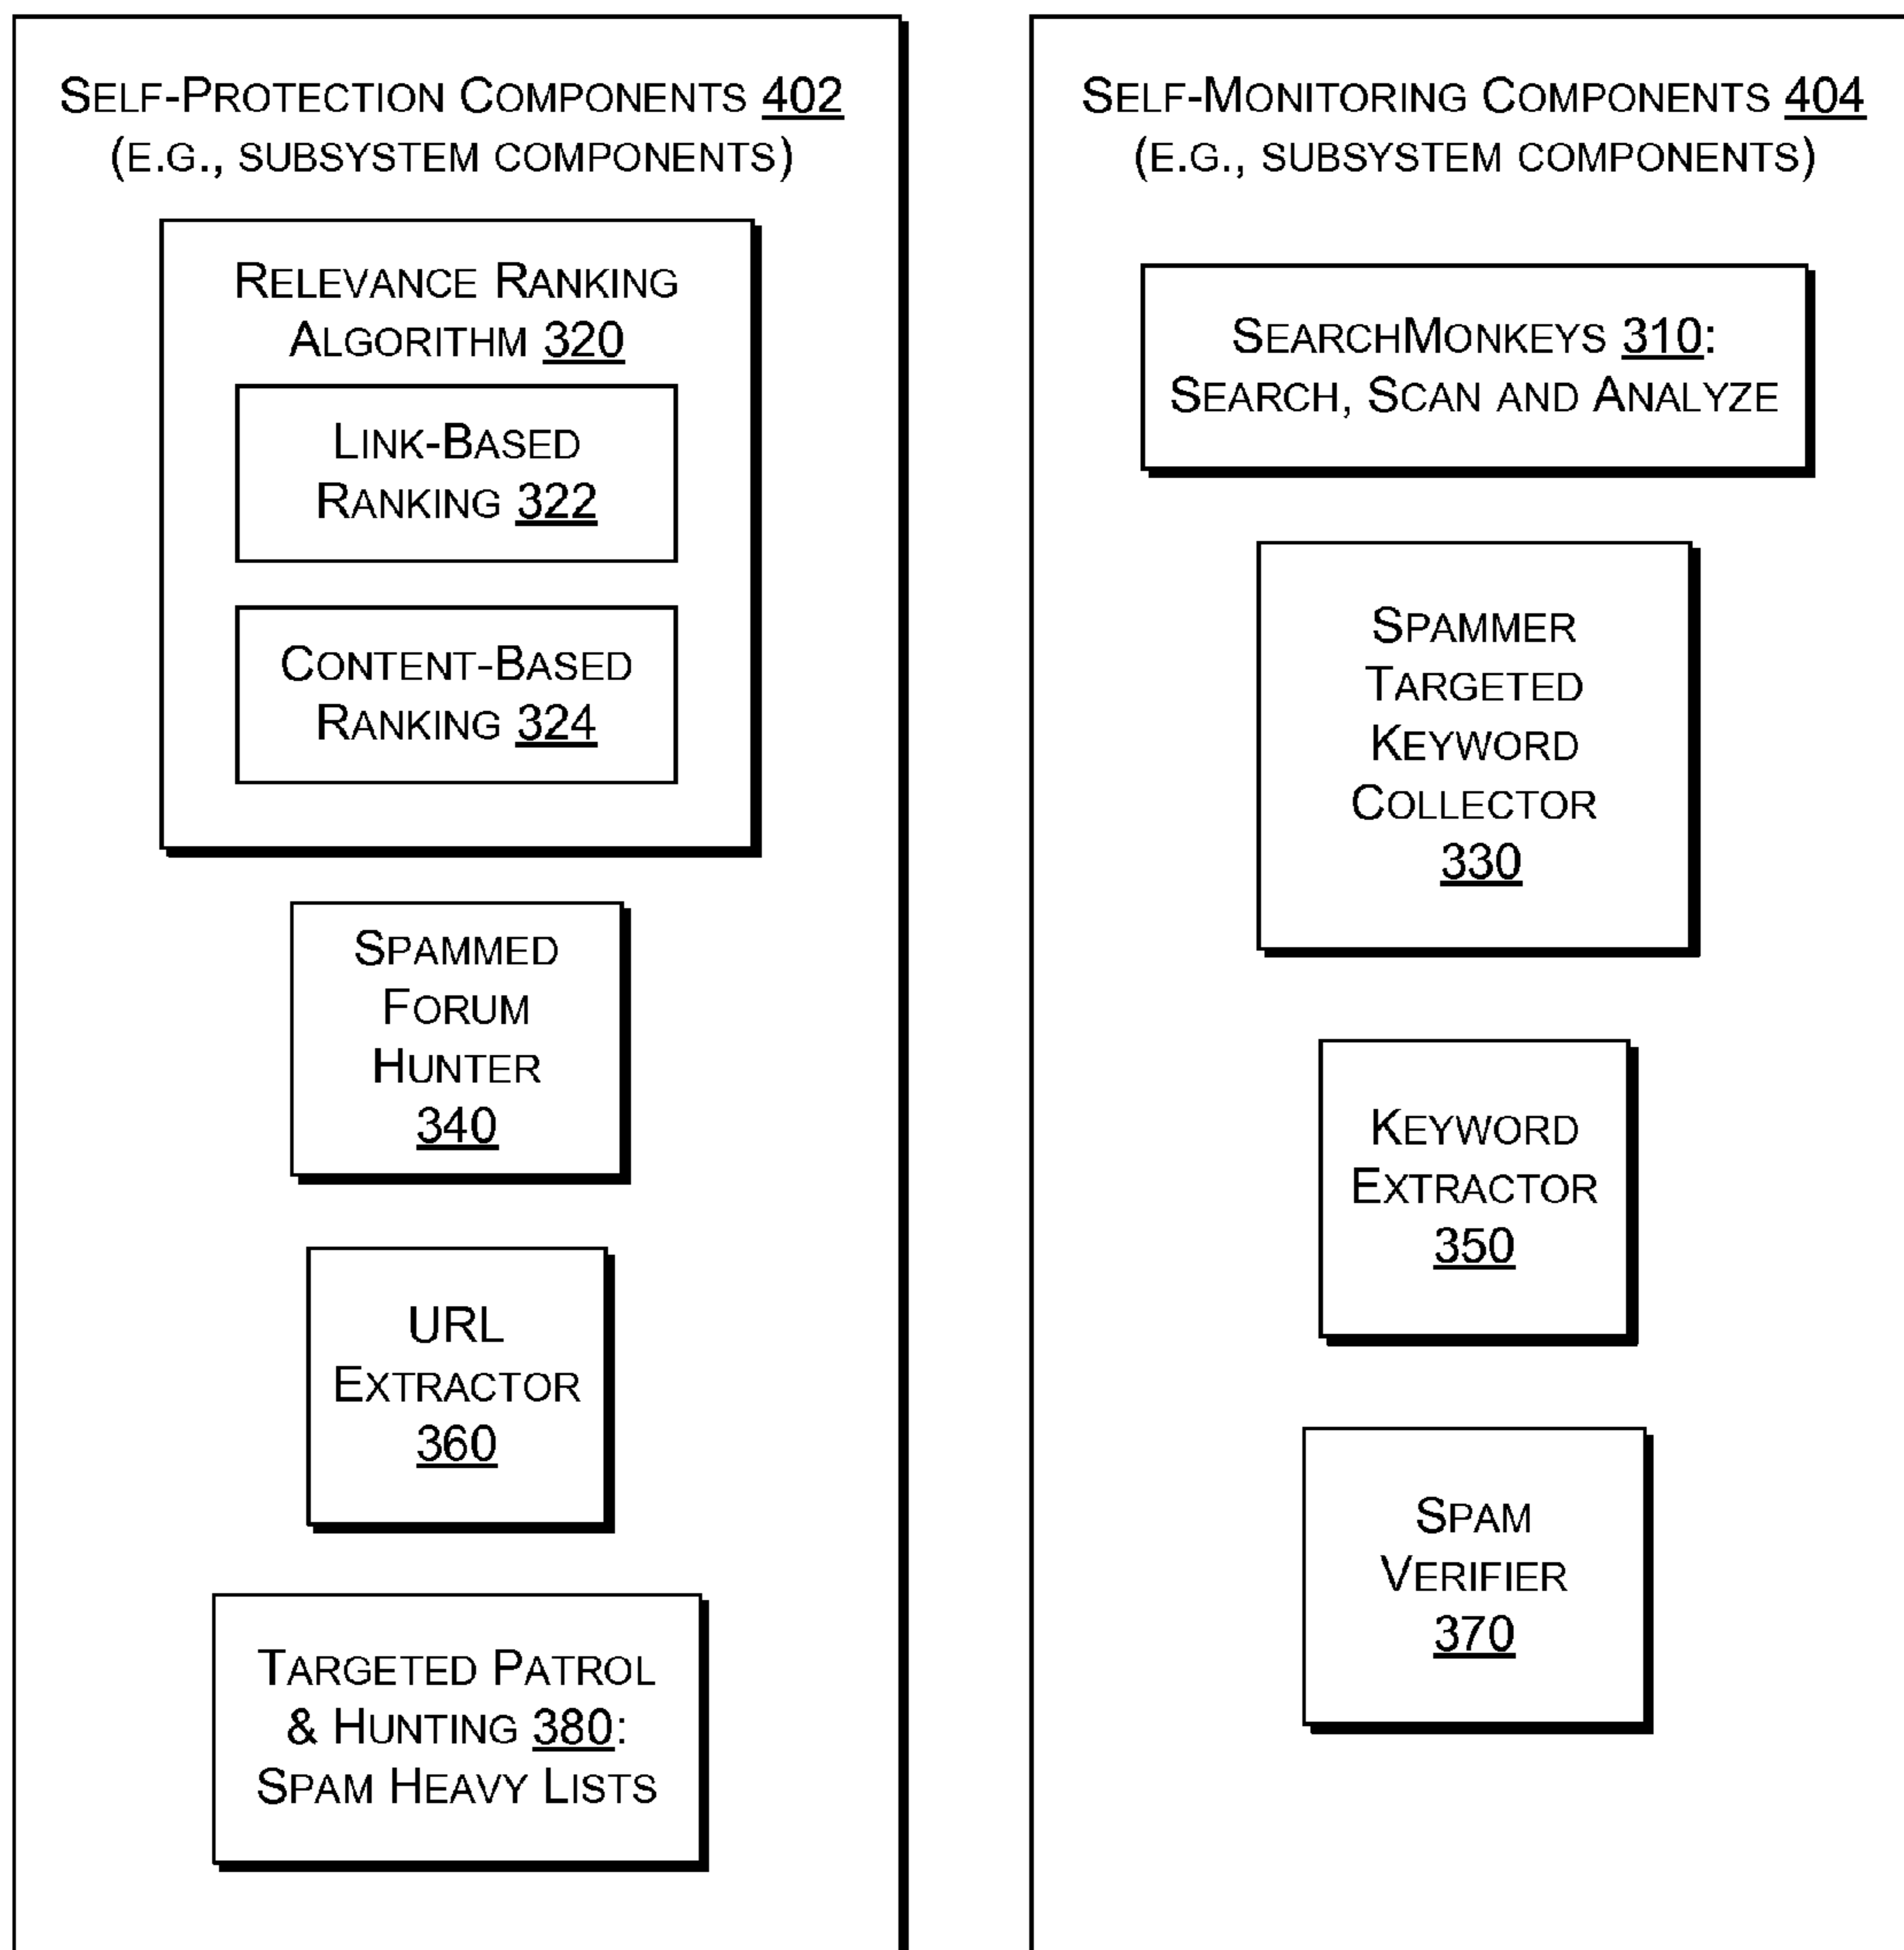 SELF-PROTECTION COMPONENTS 402
(E.G., SUBSYSTEM COMPONENTS)
RELEVANCE RANKING
ALGORITHM 320
LINK-BASED
RANKING 322
CONTENT-BASED
RANKING 324
SPAMMED
FORUM
HUNTER
340
URL
EXTRACTOR
360
TARGETED PATROL
& HUNTING 380:
SPAM HEAVY LISTS
SELF-MONITORING COMPONENTS 404
(E.G., SUBSYSTEM COMPONENTS)
SEARCHMONKEYS 310:
SEARCH, SCAN AND ANALYZE
SPAMMER
TARGETED
KEYWORD
COLLECTOR
330
KEYWORD
EXTRACTOR
350
SPAM
VERIFIER
370